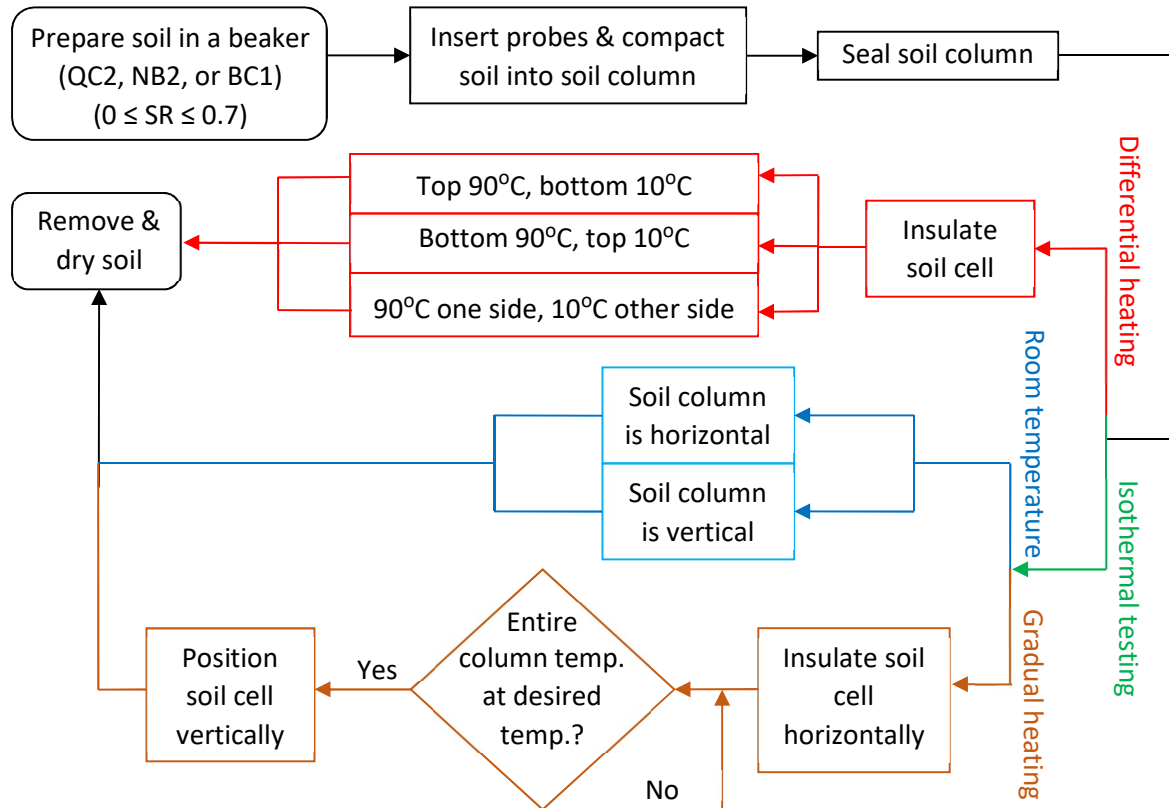 Prepare soil in a beaker
(QC2, NB2, or BC1)
(0 ≤ SR ≤ 0.7)
Insert probes & compact
soil into soil column
Seal soil column
Differential heating
Top 90°C, bottom 10°C
Bottom 90°C, top 10°C
90°C one side, 10°C other side
Insulate
soil cell
Remove &
dry soil
Room temperature
Soil column
is horizontal
Soil column
is vertical
Isothermal testing
Gradual heating
Insulate soil
cell
horizontally
Entire
column temp.
at desired
temp.?
Yes
No
Position
soil cell
vertically